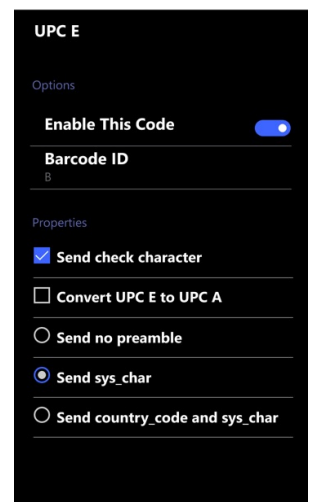 UPC E
Options
Enable This Code
Barcode ID
B
Properties
Send check character
Convert UPC E to UPC A
Send no preamble
Send sys_char
Send country_code and sys_char